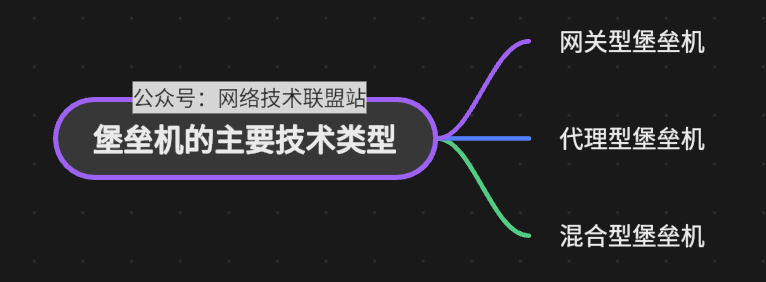 公众号：网络技术联盟站
堡垒机的主要技术类型
网关型堡垒机
代理型堡垒机
混合型堡垒机